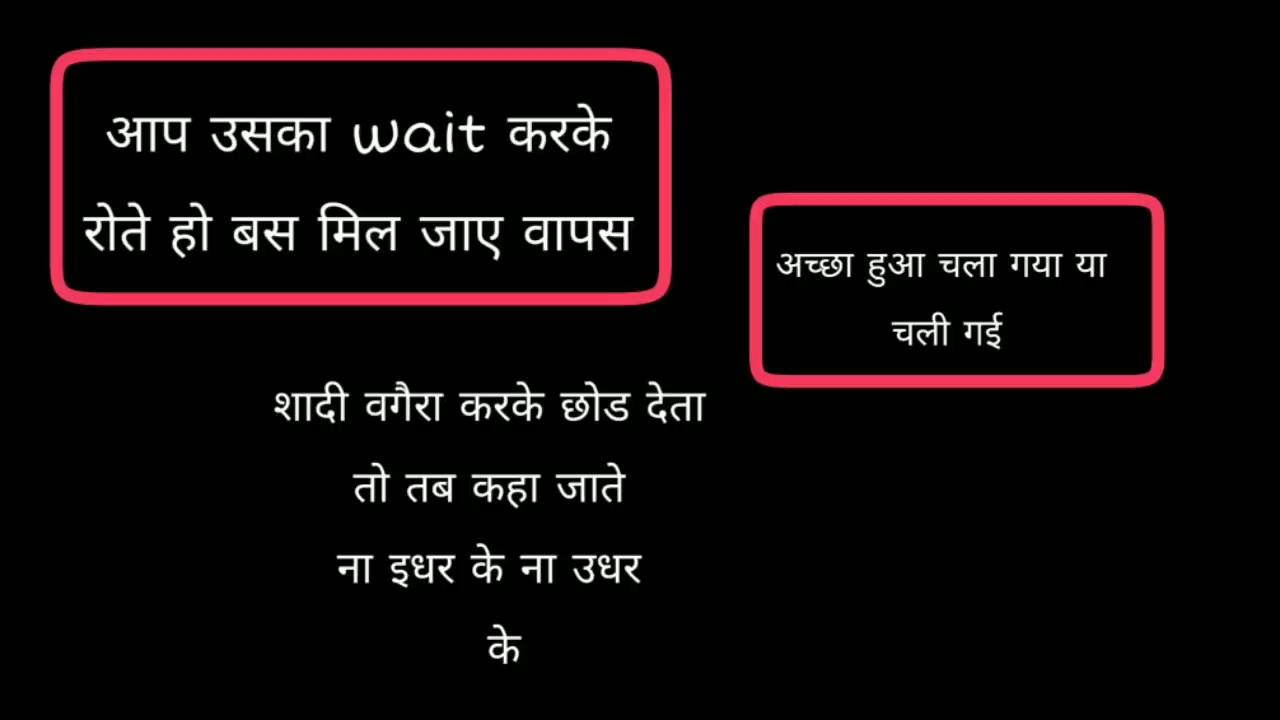 आप उसका wait करके
रोते हो बस मिल जाए वापस
अच्छा हुआ चला गया या
चली गई
शादी वगैरा करके छोड देता
तो तब कहा जाते
ना इधर के ना उधर
के